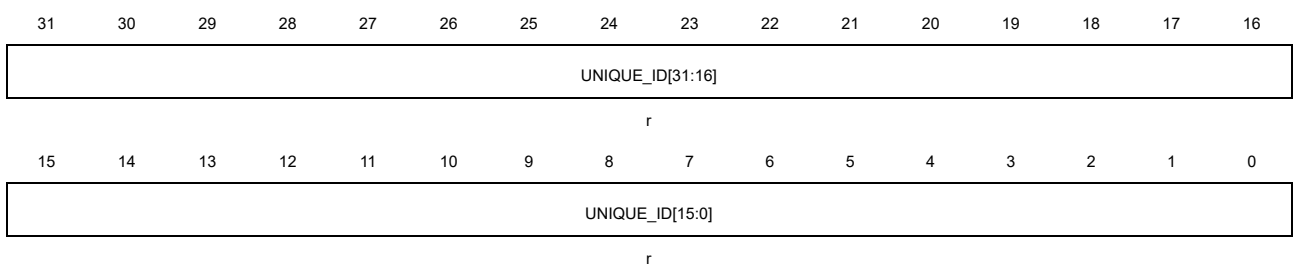 31 30 29 28 27 26 25 24 23 22 21 20 19 18 17 16
UNIQUE_ID[31:16]
r
15 14 13 12 11 10 9 8 7 6 5 4 3 2 1 0
UNIQUE_ID[15:0]
r